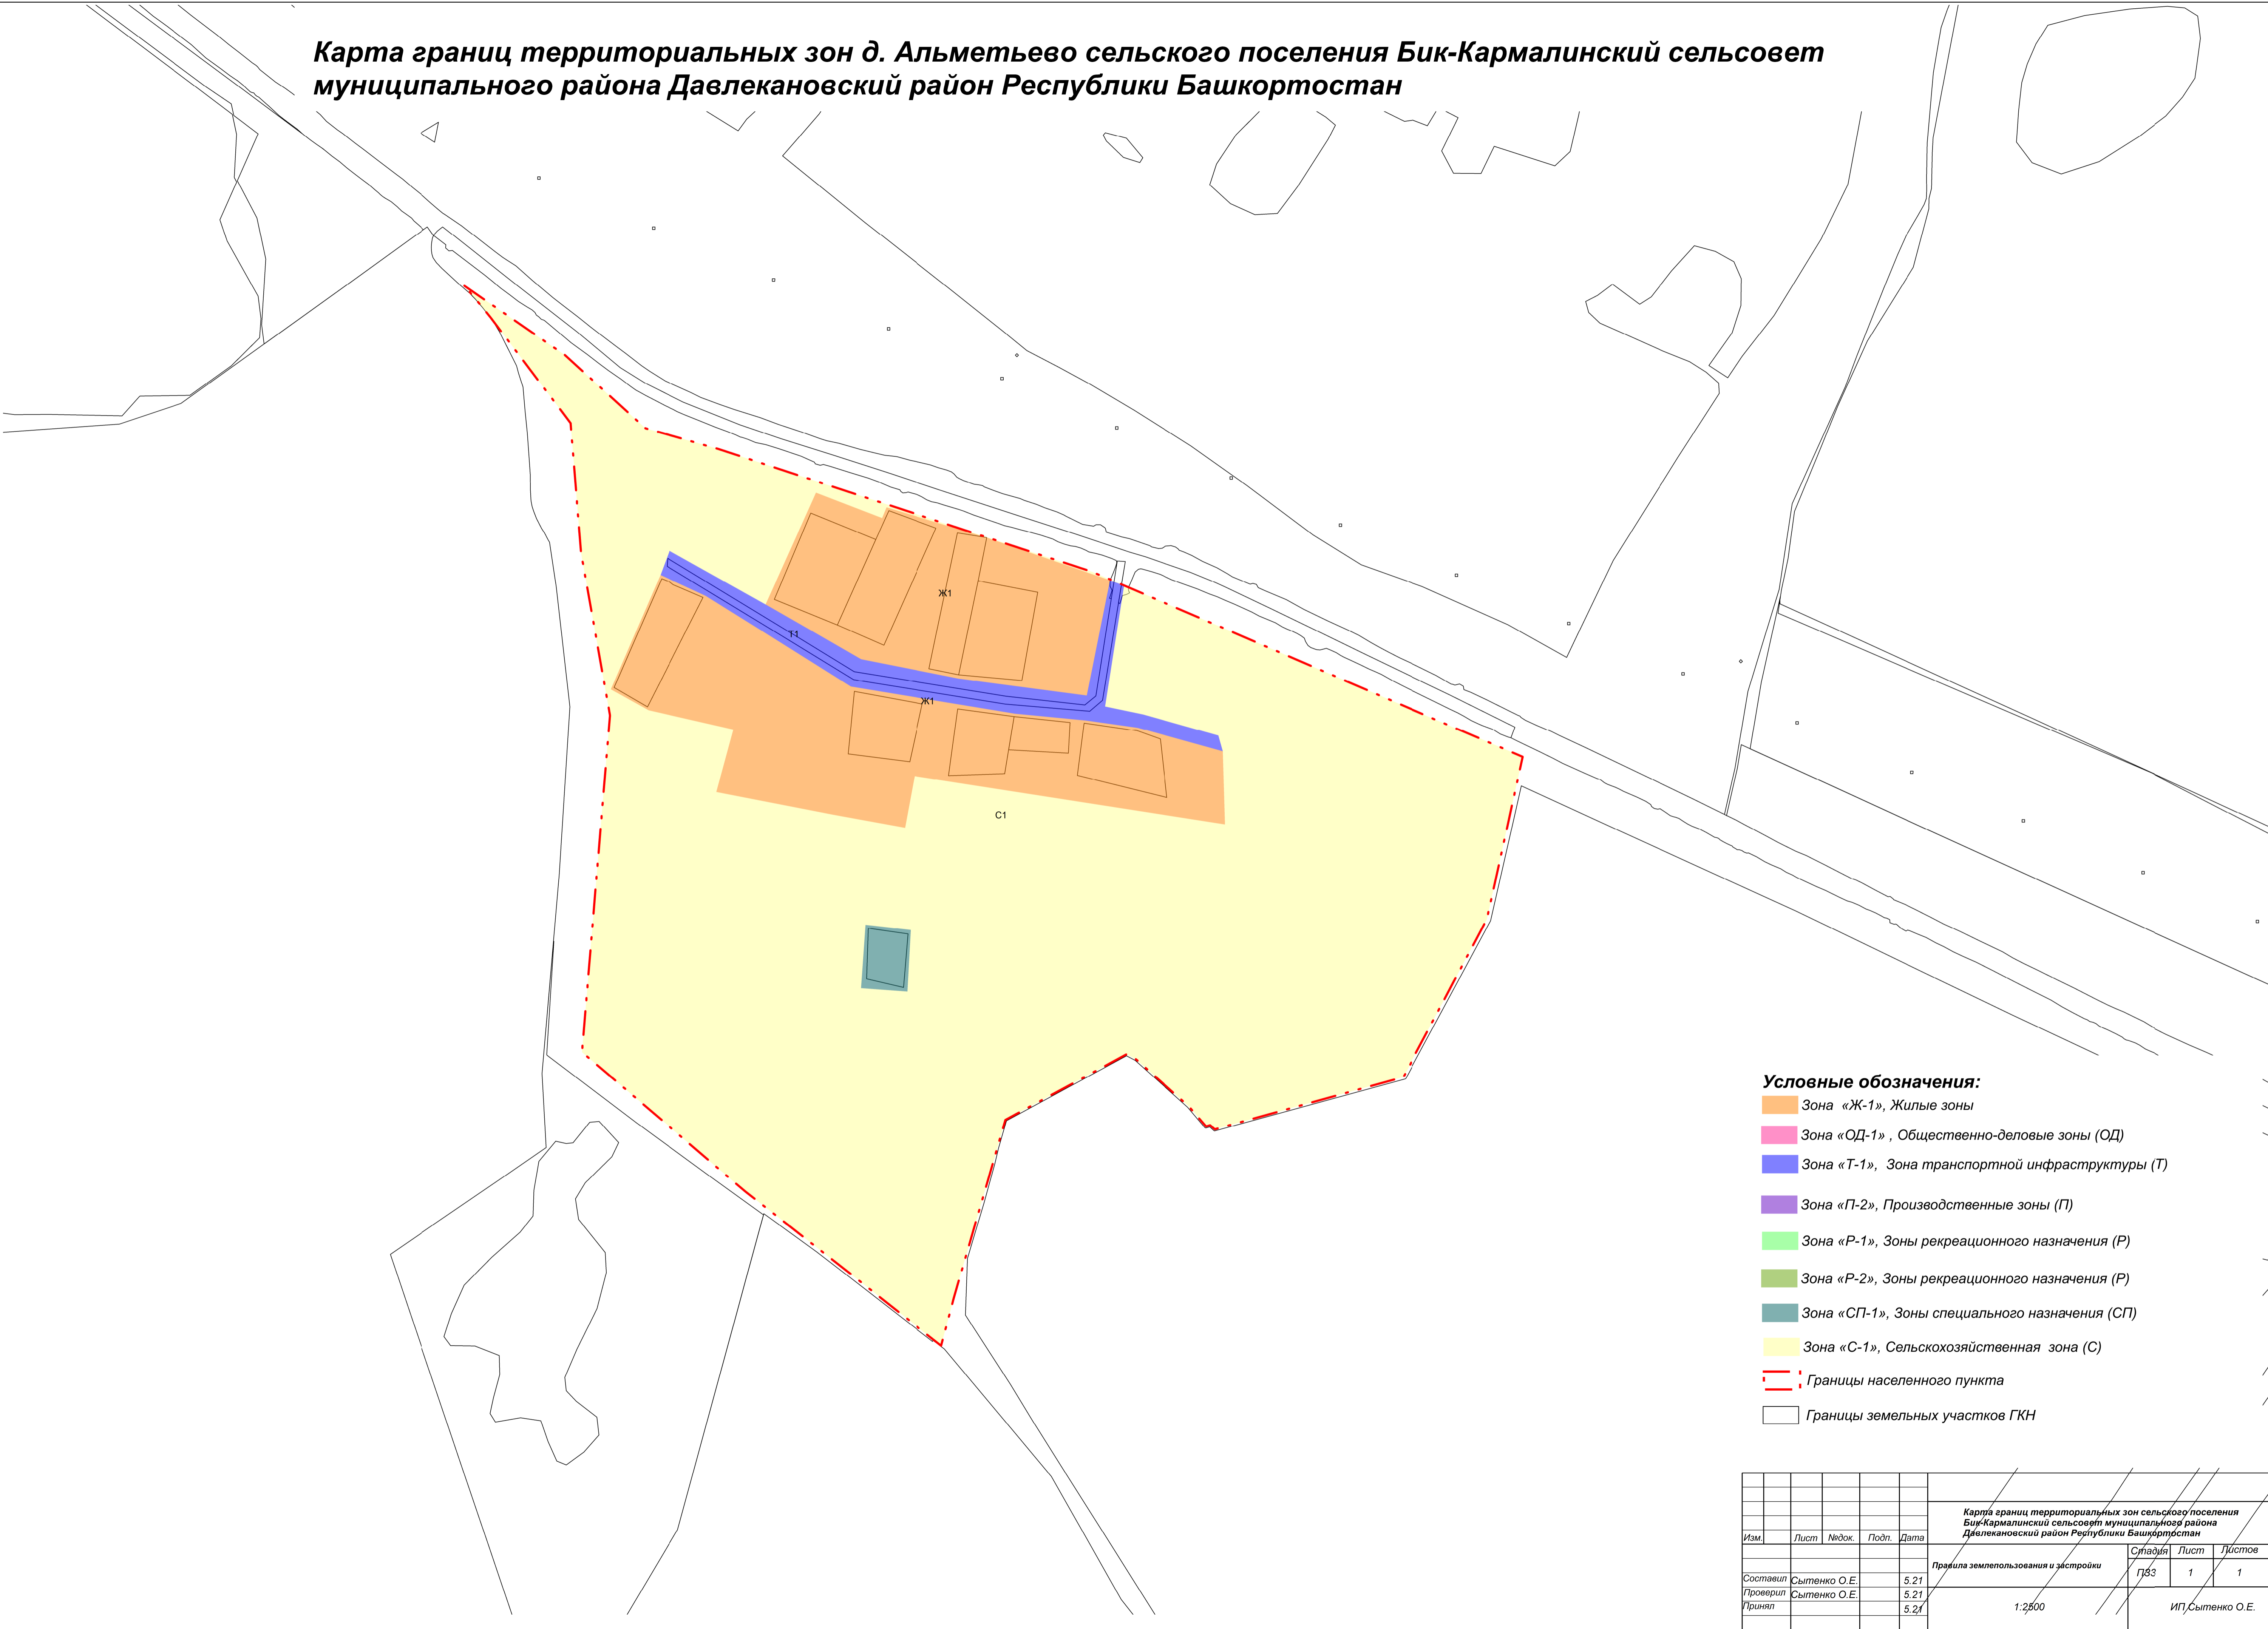 Карта границ территориальных зон д. Альметьево сельского поселения Бик-Кармалинский сельсовет
муниципального района Давлекановский район Республики Башкортостан
Ж1
Т1
Ж1
С1
Условные обозначения:
Зона «Ж-1», Жилые зоны
Зона «ОД-1» , Общественно-деловые зоны (ОД)
Зона «Т-1», Зона транспортной инфраструктуры (Т)
Зона «П-2», Производственные зоны (П)
Зона «Р-1», Зоны рекреационного назначения (Р)
Зона «Р-2», Зоны рекреационного назначения (Р)
Зона «СП-1», Зоны специального назначения (СП)
Зона «С-1», Сельскохозяйственная зона (С)
Границы населенного пункта
Границы земельных участков ГКН
Карта границ территориальных зон сельского поселения
Бик-Кармалинский сельсовет муниципального района
Давлекановский район Республики Башкортостан
Изм. Лист №док. Подп. Дата
Правила землепользования и застройки
Стадия Лист Листов
ПЗЗ 1 1
Составил Сытенко О.Е. 5.21
Проверил Сытенко О.Е. 5.21
Принял 5.21
1:2500
ИП Сытенко О.Е.